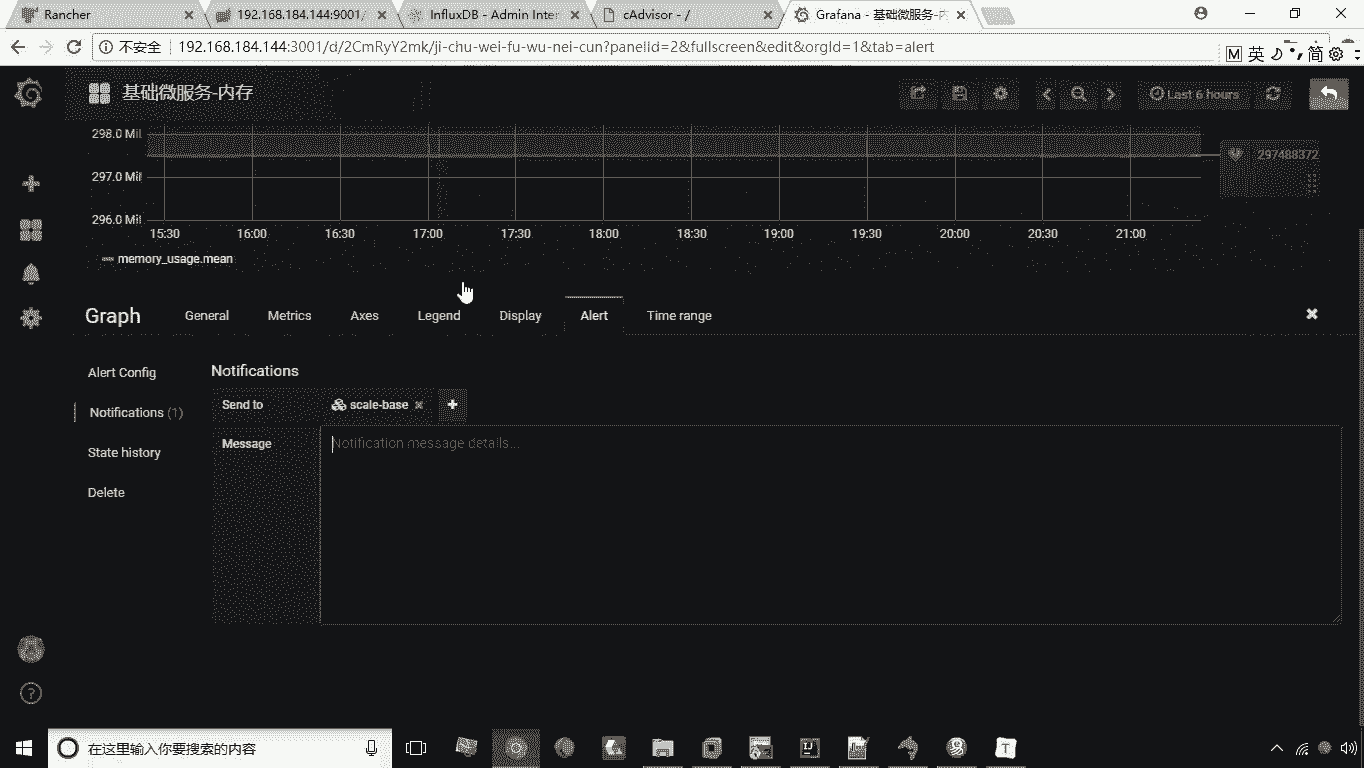 Rancher
192.168.184.144:9001/
InfluxDB - Admin Inter
cAdvisor - /
Grafana - 基础微服务-内
不安全 192.168.184.144:3001/d/2CmRyY2mk/ji-chu-wei-fu-wu-nei-cun?panelId=2&fullscreen&edit&orgId=1&tab=alert
M 英 简
基础微服务-内存
Last 6 hours
298.0 Mil
297488372
297.0 Mil
296.0 Mil
15:30 16:00 16:30 17:00 17:30 18:00 18:30 19:00 19:30 20:00 20:30 21:00
memory_usage.mean
Graph General Metrics Axes Legend Display Alert Time range
Alert Config
Notifications
Send to scale-base
Notifications (1)
Message Notification message details...
State history
Delete
在这里输入你要搜索的内容